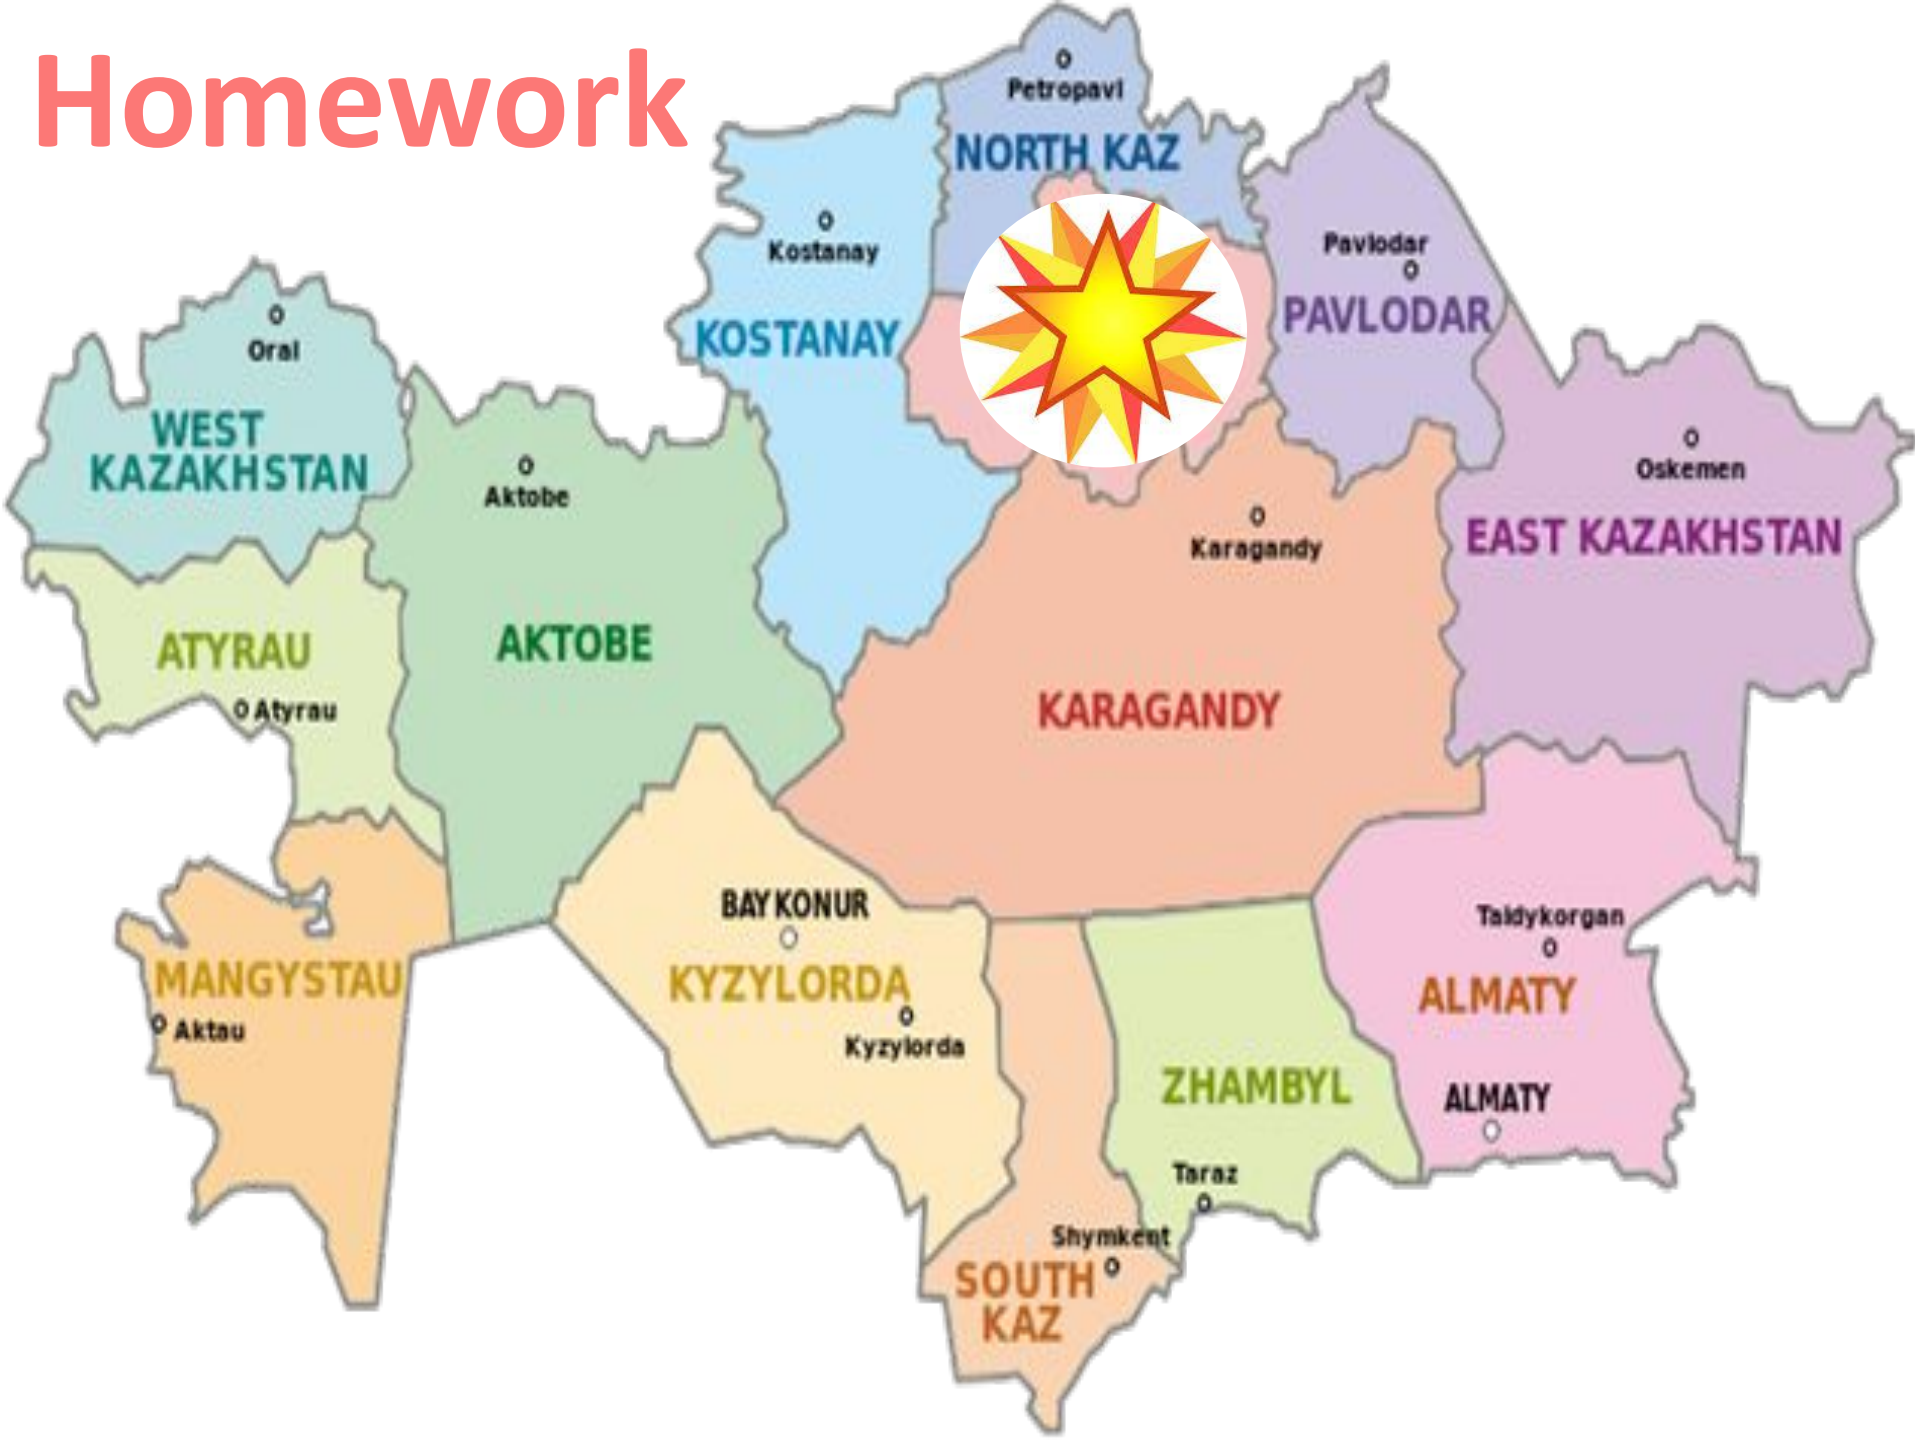 Homework
Petropavl
NORTH KAZ
Kostanay
KOSTANAY
Pavlodar
PAVLODAR
Oral
WEST
KAZAKHSTAN
Aktobe
AKTOBE
Karagandy
KARAGANDY
Oskemen
EAST KAZAKHSTAN
ATYRAU
Atyrau
BAYKONUR
KYZYLORDA
Kyzylorda
MANGYSTAU
Aktau
Taldykorgan
ALMATY
ALMATY
ZHAMBYL
Taraz
Shymkent
SOUTH
KAZ